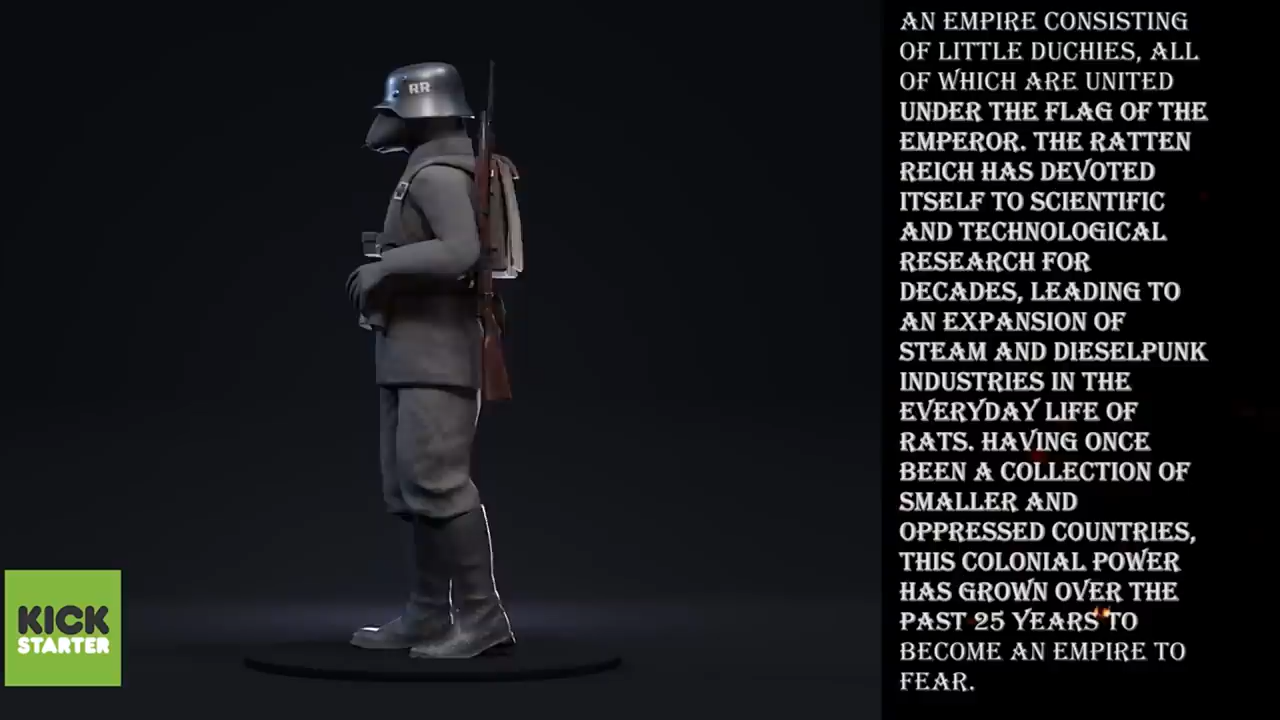 RR
AN EMPIRE CONSISTING
OF LITTLE DUCHIES, ALL
OF WHICH ARE UNITED
UNDER THE FLAG OF THE
EMPEROR. THE RATTEN
REICH HAS DEVOTED
ITSELF TO SCIENTIFIC
AND TECHNOLOGICAL
RESEARCH FOR
DECADES, LEADING TO
AN EXPANSION OF
STEAM AND DIESELPUNK
INDUSTRIES IN THE
EVERYDAY LIFE OF
RATS. HAVING ONCE
BEEN A COLLECTION OF
SMALLER AND
OPPRESSED COUNTRIES,
THIS COLONIAL POWER
HAS GROWN OVER THE
PAST 25 YEARS TO
BECOME AN EMPIRE TO
FEAR.
KICK
STARTER